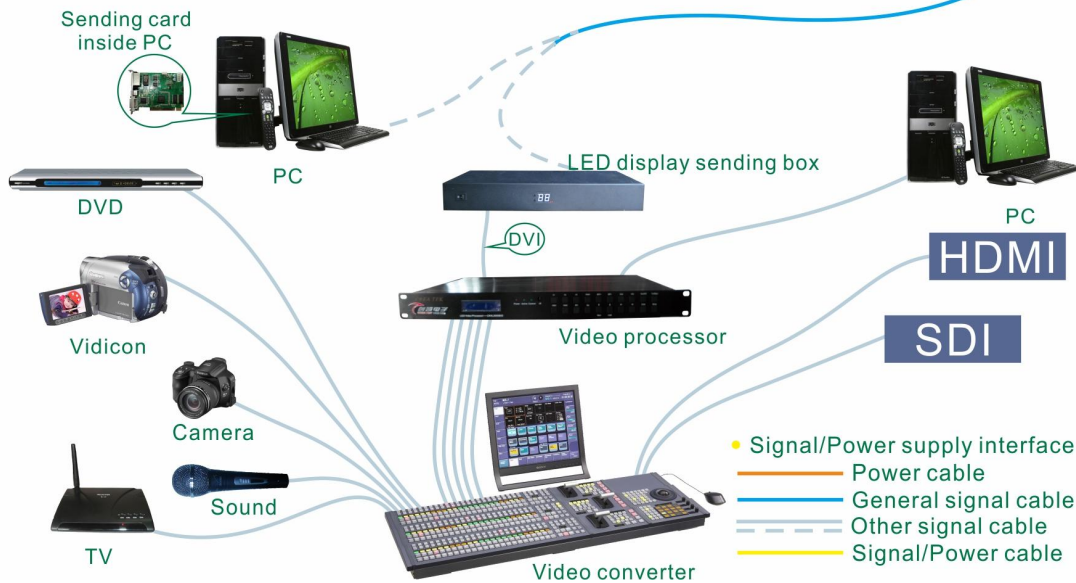 Sending card
inside PC
PC
LED display sending box
88
DVD
DVI
PC
HDMI
Vidicon
Video processor
SDI
Camera
Signal/Power supply interface
Power cable
Sound
General signal cable
Other signal cable
TV
Signal/Power cable
Video converter